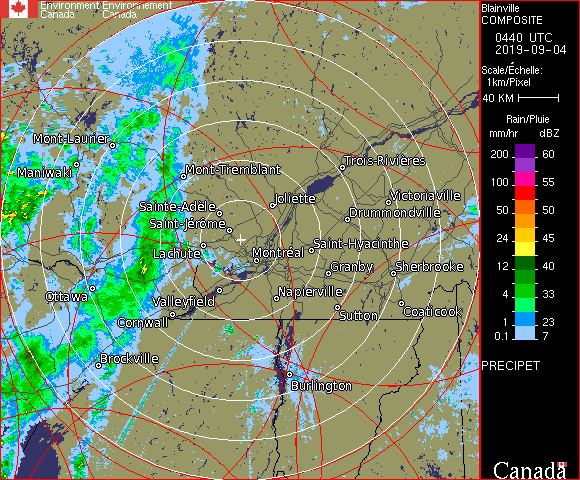 Environment Environnement
Canada Canada
Blainville
COMPOSITE
0440 UTC
2019-09-04
Scale/Échelle:
1km/Pixel
40 KM
Rain/Pluie
mm/hr dBZ
200 60
100 55
50 50
24 45
12 40
4 33
1 23
0.1 7
PRECIPET
Canada
Mont-Laurier
Maniwaki
Mont-Tremblant
Trois-Rivières
Joliette
Victoriaville
Sainte-Adele
Drummondville
Saint-Jérôme
Lachute
Montréal
Saint-Hyacinthe
Granby
Sherbrooke
Ottawa
Valleyfield
Napierville
Cornwall
Sutton
Coaticook
Brockville
Burlington